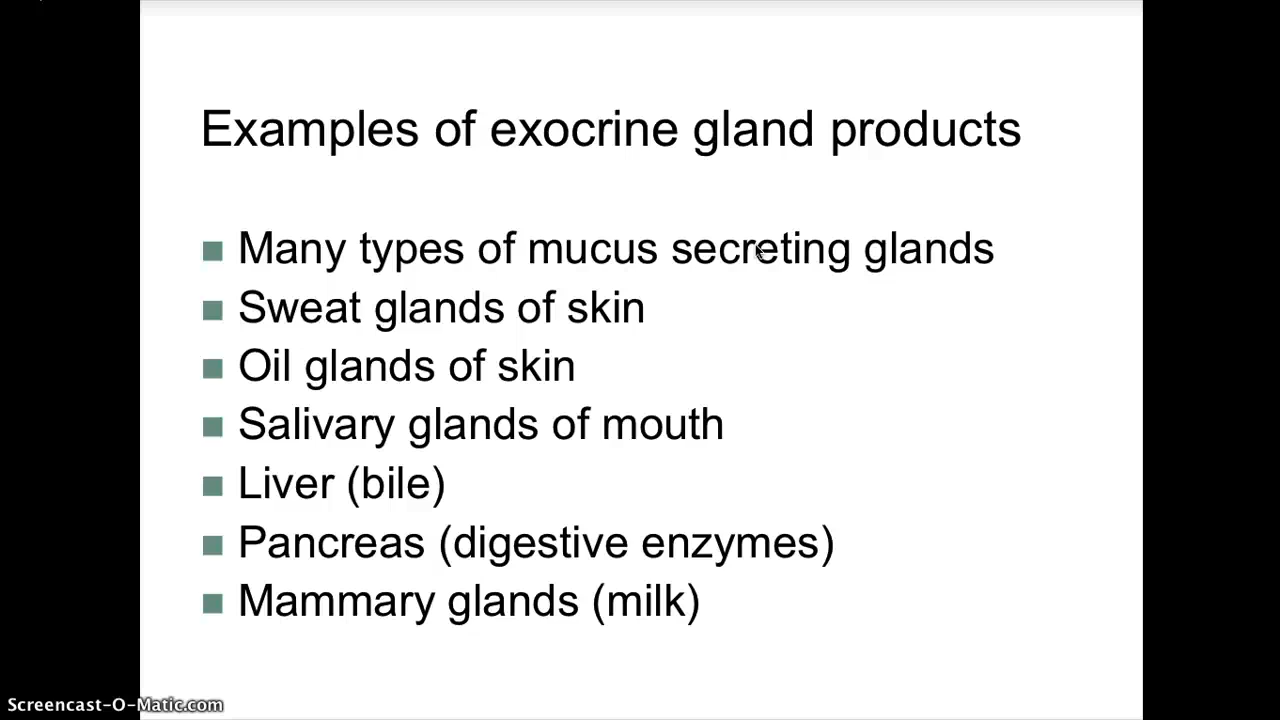 Examples of exocrine gland products
Many types of mucus secreting glands
Sweat glands of skin
Oil glands of skin
Salivary glands of mouth
Liver (bile)
Pancreas (digestive enzymes)
Mammary glands (milk)
Screencast-O-Matic.com